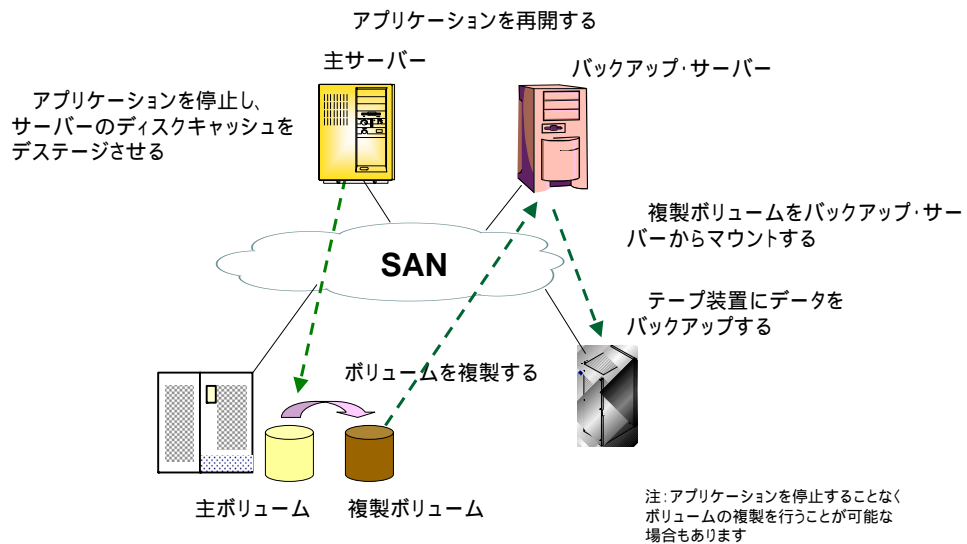 アプリケーションを再開する
主サーバー
バックアップ・サーバー
アプリケーションを停止し、
サーバーのディスクキャッシュを
デステージさせる
複製ボリュームをバックアップ・サー
バーからマウントする
SAN
テープ装置にデータを
バックアップする
ボリュームを複製する
主ボリューム
複製ボリューム
注：アプリケーションを停止することなく
ボリュームの複製を行うことが可能な
場合もあります